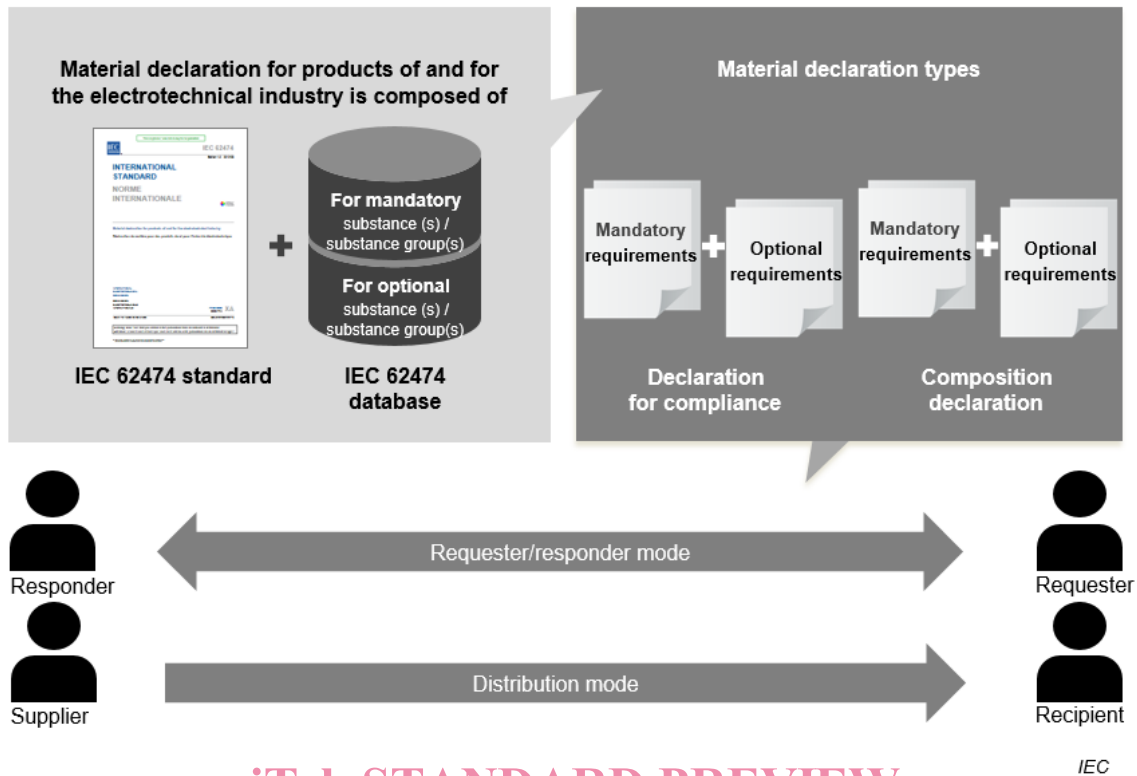 Material declaration for products of and for
the electrotechnical industry is composed of
IEC
IEC 62474
INTERNATIONAL
STANDARD
NORME
INTERNATIONALE
For mandatory
substance (s) /
substance group(s)
For optional
substance (s) /
substance group(s)
IEC 62474 standard
IEC 62474
database
Material declaration types
Mandatory
requirements
Optional
requirements
Mandatory
requirements
Optional
requirements
Declaration
for compliance
Composition
declaration
Requester/responder mode
Responder
Requester
Distribution mode
Supplier
Recipient
IEC
STANDARD PREVIEW